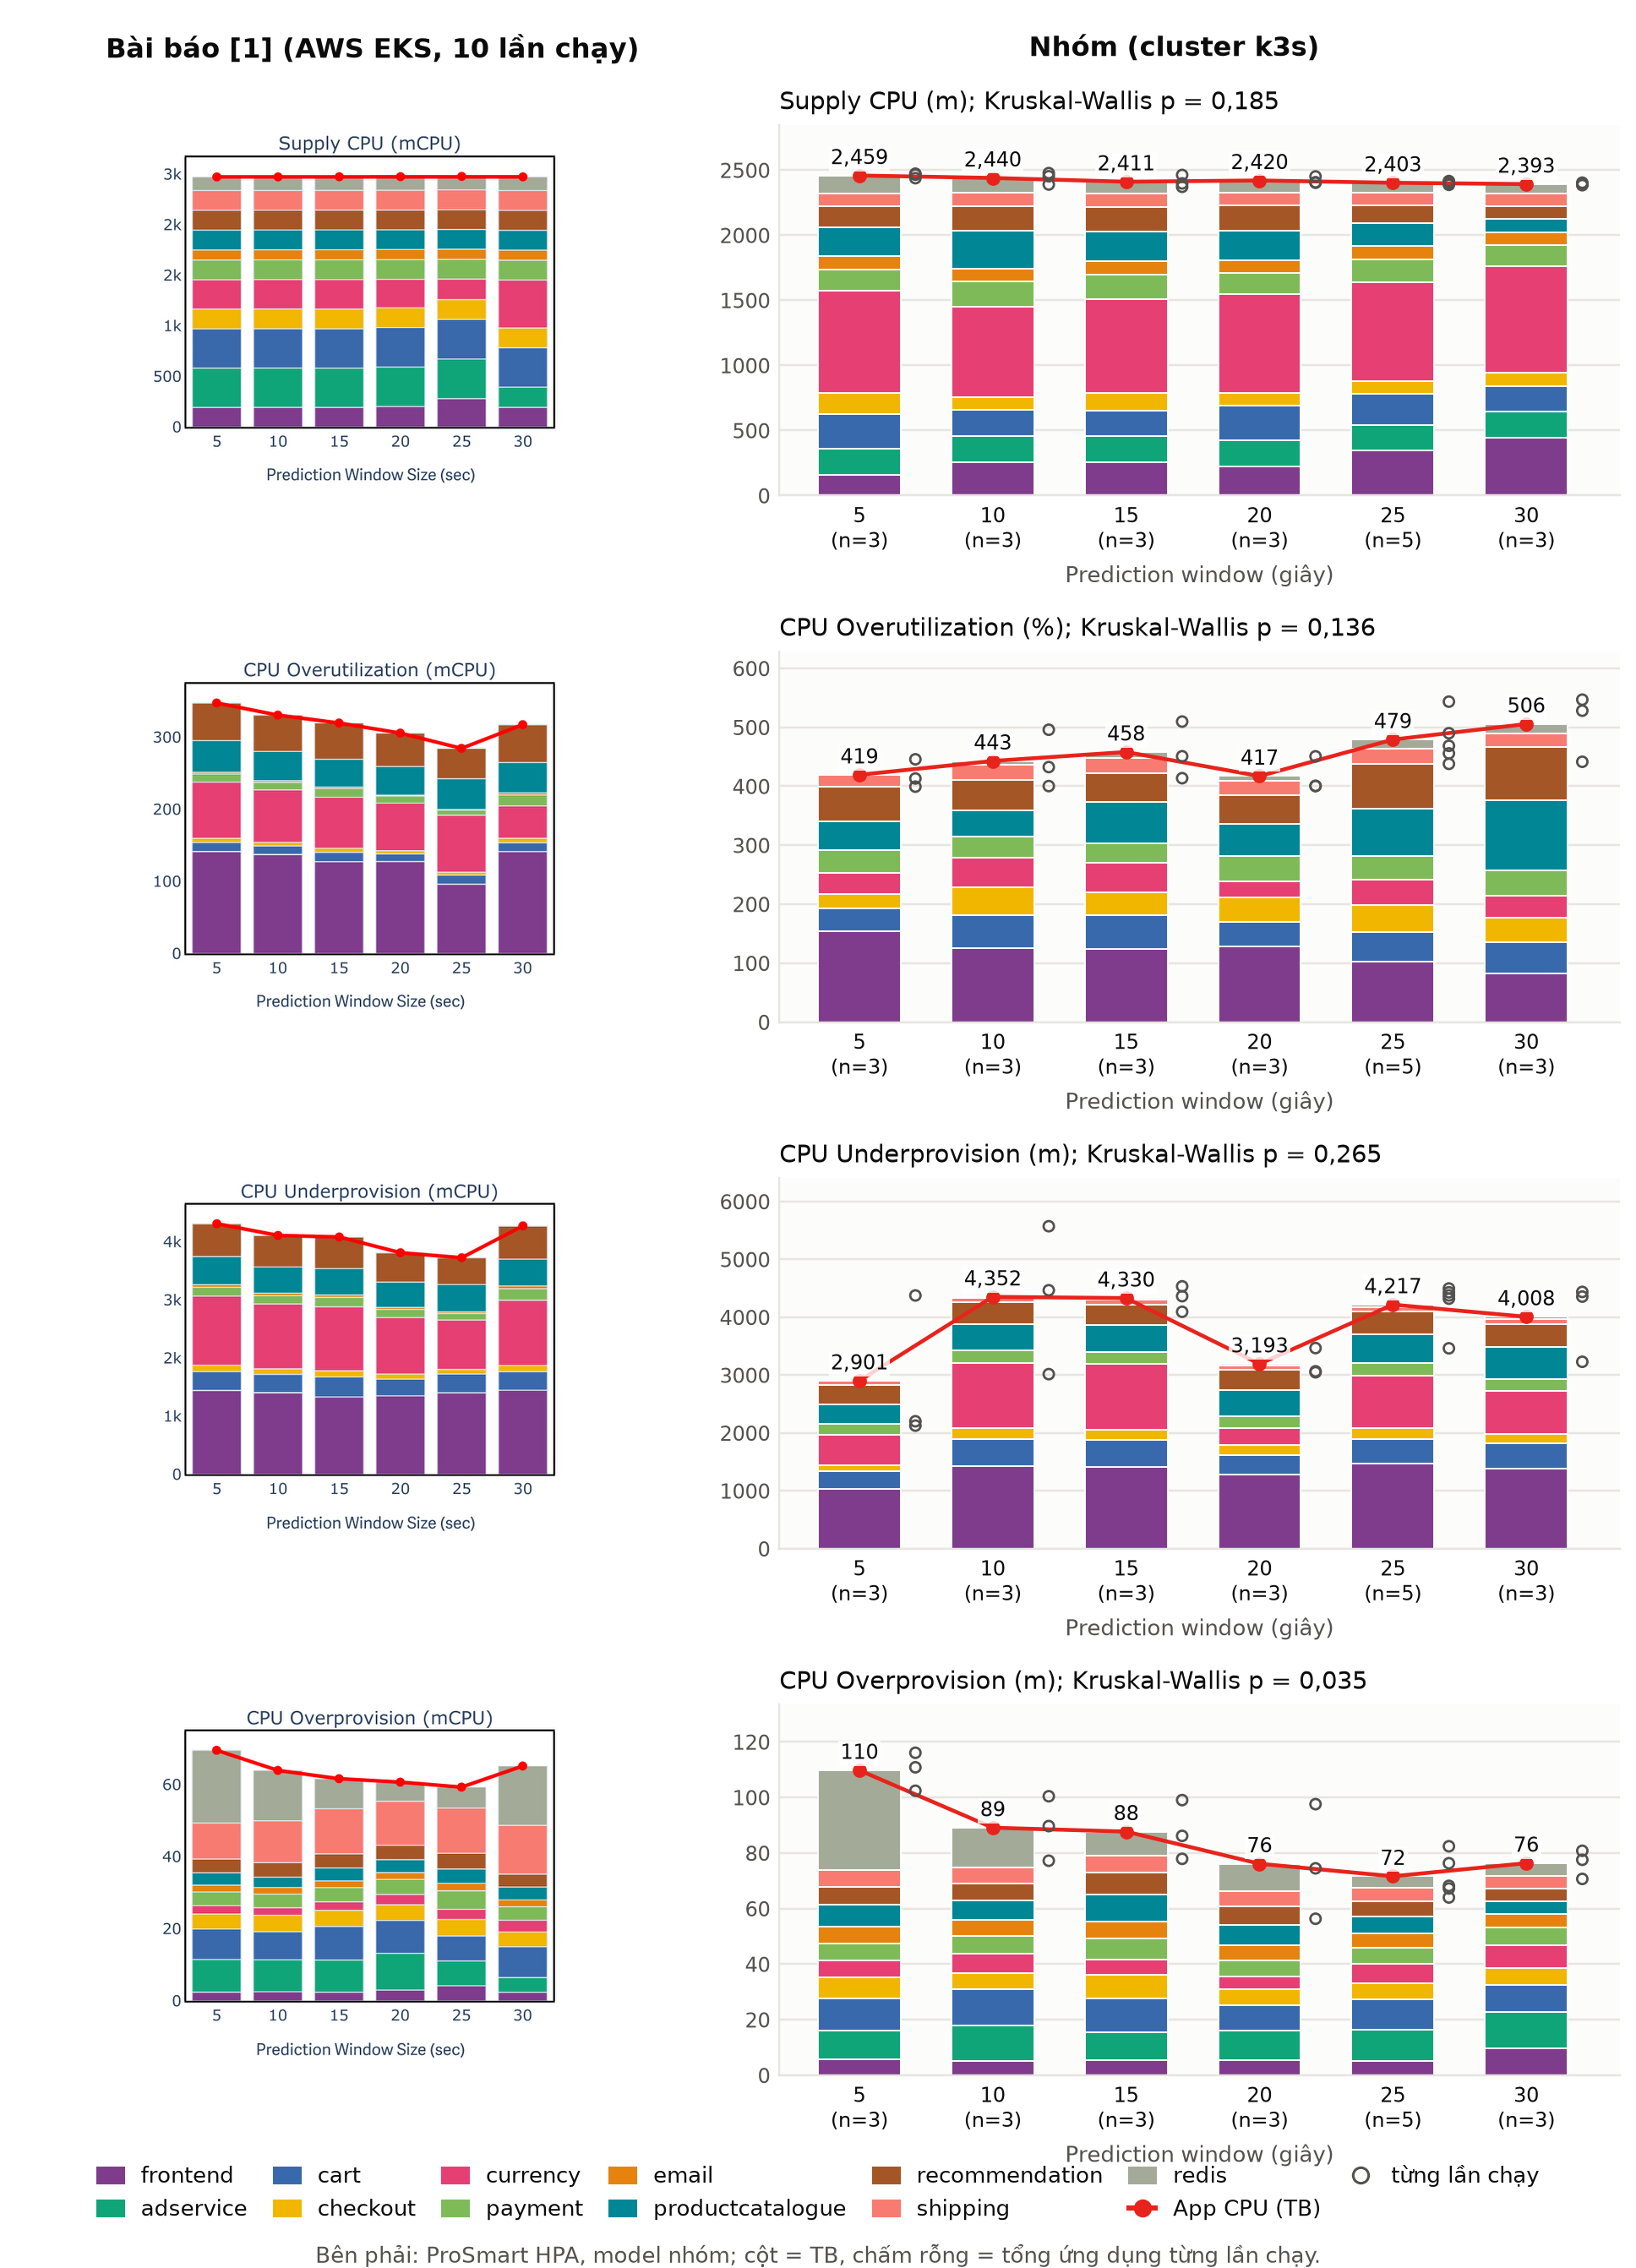 Bài báo [1] (AWS EKS, 10 lần chạy)
Nhóm (cluster k3s)
Supply CPU (mCPU)
3k
2k
2k
1k
500
0
5 10 15 20 25 30
Prediction Window Size (sec)
Supply CPU (m); Kruskal-Wallis p = 0,185
2500
2000
1500
1000
500
0
2,459 2,440 2,411 2,420 2,403 2,393
5 10 15 20 25 30
(n=3) (n=3) (n=3) (n=3) (n=5) (n=3)
Prediction window (giây)
CPU Overutilization (mCPU)
300
200
100
0
5 10 15 20 25 30
Prediction Window Size (sec)
CPU Overutilization (%); Kruskal-Wallis p = 0,136
600
500
400
300
200
100
0
419 443 458 417 479 506
5 10 15 20 25 30
(n=3) (n=3) (n=3) (n=3) (n=5) (n=3)
Prediction window (giây)
CPU Underprovision (mCPU)
4k
3k
2k
1k
0
5 10 15 20 25 30
Prediction Window Size (sec)
CPU Underprovision (m); Kruskal-Wallis p = 0,265
6000
5000
4000
3000
2000
1000
0
2,901 4,352 4,330 3,193 4,217 4,008
5 10 15 20 25 30
(n=3) (n=3) (n=3) (n=3) (n=5) (n=3)
Prediction window (giây)
CPU Overprovision (mCPU)
60
40
20
0
5 10 15 20 25 30
Prediction Window Size (sec)
CPU Overprovision (m); Kruskal-Wallis p = 0,035
120
100
80
60
40
20
0
110 89 88 76 72 76
5 10 15 20 25 30
(n=3) (n=3) (n=3) (n=3) (n=5) (n=3)
Prediction window (giây)
frontend cart currency email recommendation redis từng lần chạy
adservice checkout payment productcatalogue shipping App CPU (TB)
Bên phải: ProSmart HPA, model nhóm; cột = TB, chấm rỗng = tổng ứng dụng từng lần chạy.